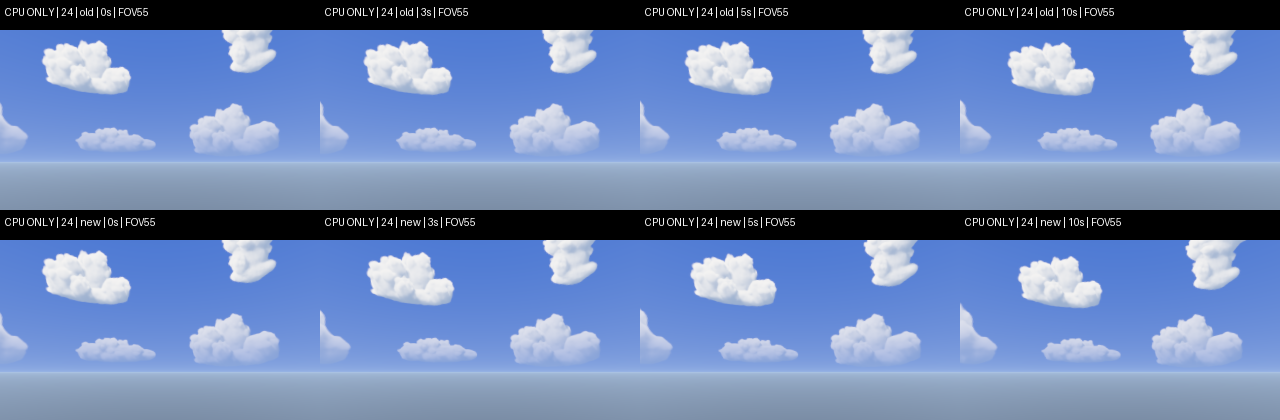 CPU ONLY | 24 | old | 0s | FOV55
CPU ONLY | 24 | old | 3s | FOV55
CPU ONLY | 24 | old | 5s | FOV55
CPU ONLY | 24 | old | 10s | FOV55
CPU ONLY | 24 | new | 0s | FOV55
CPU ONLY | 24 | new | 3s | FOV55
CPU ONLY | 24 | new | 5s | FOV55
CPU ONLY | 24 | new | 10s | FOV55